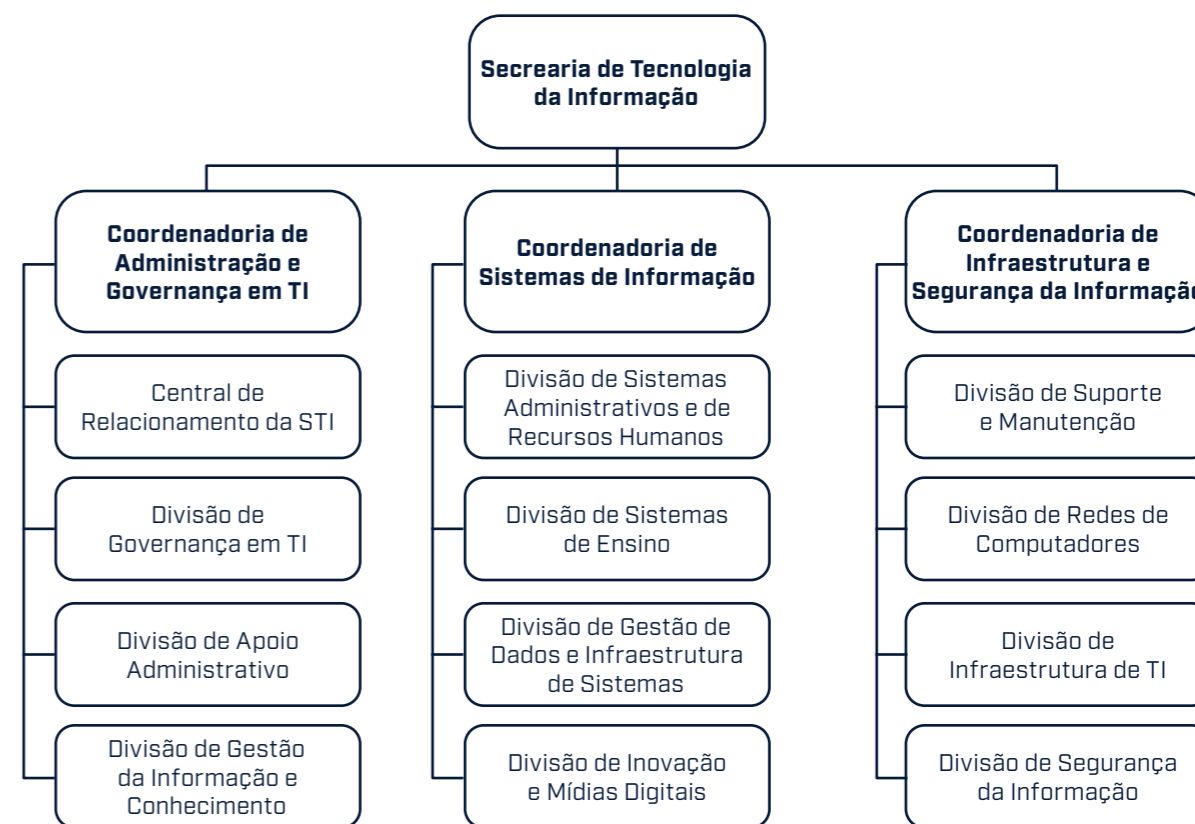 Secrearia de Tecnologia
da Informação
Coordenadoria de
Administração e
Governança em TI
Central de
Relacionamento da STI
Divisão de
Governança em TI
Divisão de Apoio
Administrativo
Divisão de Gestão
da Informação e
Conhecimento
Coordenadoria de
Sistemas de Informação
Divisão de Sistemas
Administrativos e de
Recursos Humanos
Divisão de Sistemas
de Ensino
Divisão de Gestão de
Dados e Infraestrutura
de Sistemas
Divisão de Inovação
e Mídias Digitais
Coordenadoria de
Infraestrutura e
Segurança da Informação
Divisão de Suporte
e Manutenção
Divisão de Redes de
Computadores
Divisão de
Infraestrutura de TI
Divisão de Segurança
da Informação